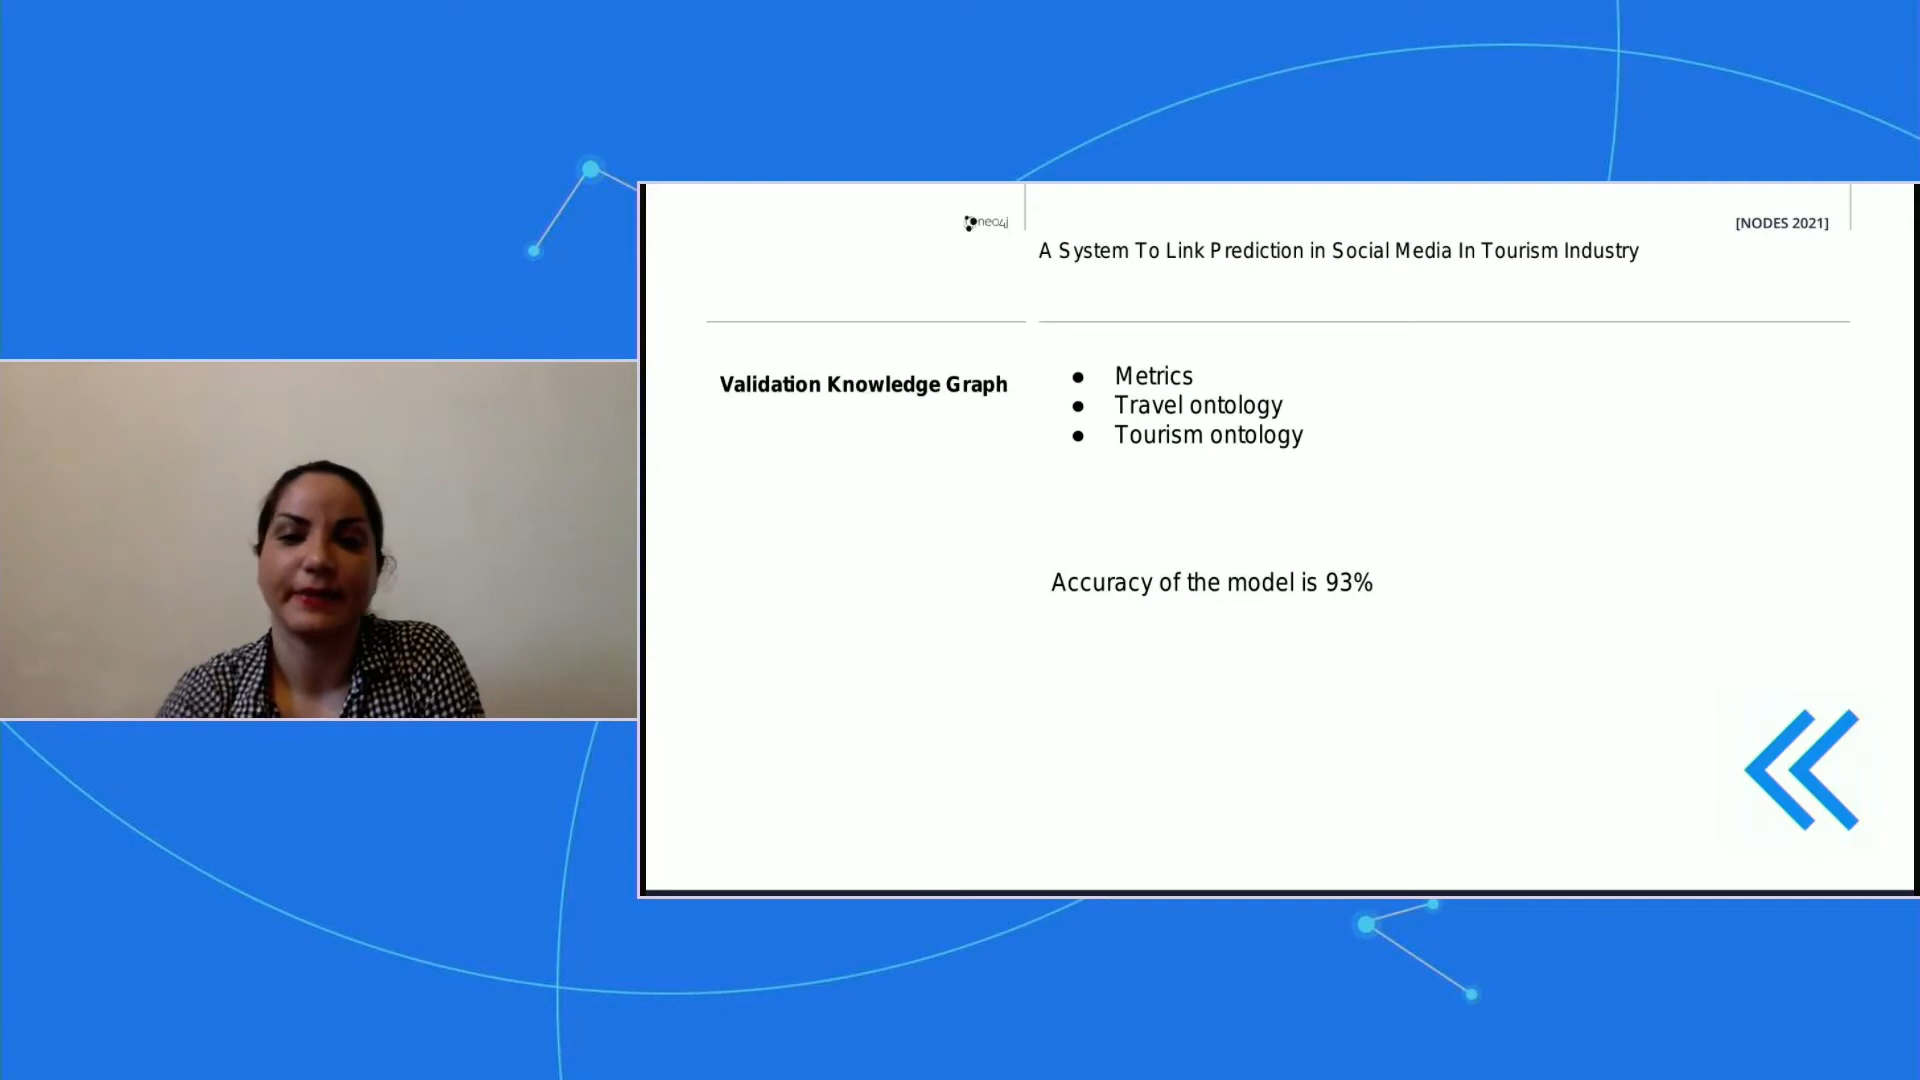 neo4j
[NODES 2021]
A System To Link Prediction in Social Media In Tourism Industry
Validation Knowledge Graph
● Metrics
● Travel ontology
● Tourism ontology
Accuracy of the model is 93%